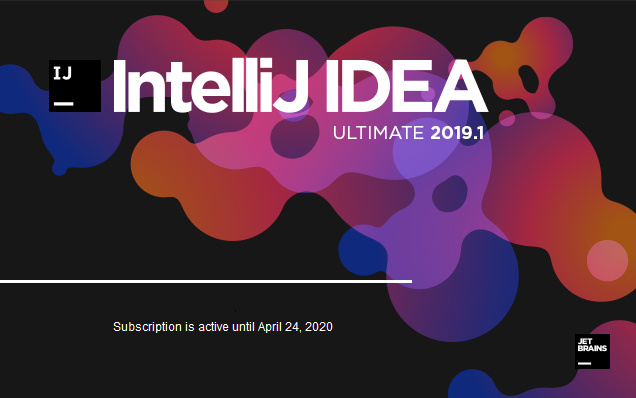 IJ
IntelliJ IDEA
ULTIMATE 2019.1
Subscription is active until April 24, 2020
JET
BRAINS